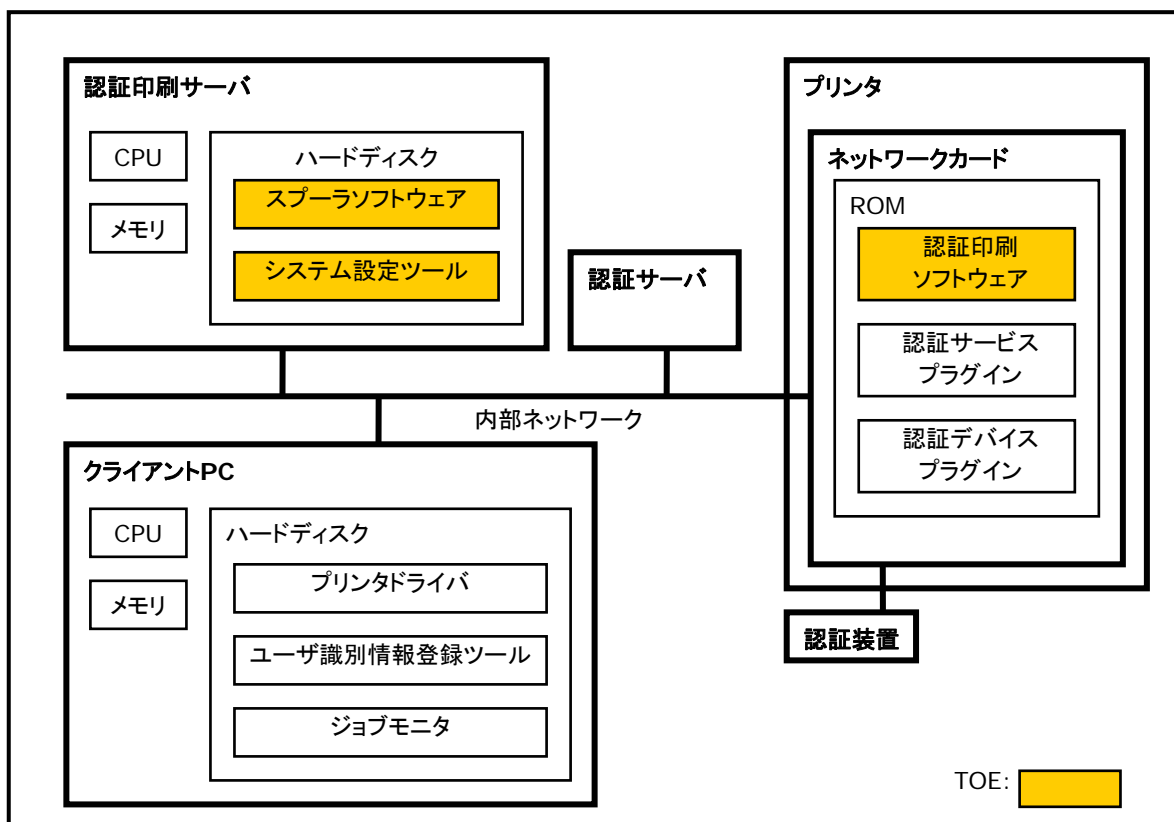 認証印刷サーバ
CPU
メモリ
ハードディスク
スプーラソフトウェア
システム設定ツール
認証サーバ
プリンタ
ネットワークカード
ROM
認証印刷
ソフトウェア
認証サービス
プラグイン
認証デバイス
プラグイン
内部ネットワーク
クライアントPC
CPU
メモリ
ハードディスク
プリンタドライバ
ユーザ識別情報登録ツール
ジョブモニタ
認証装置
TOE: